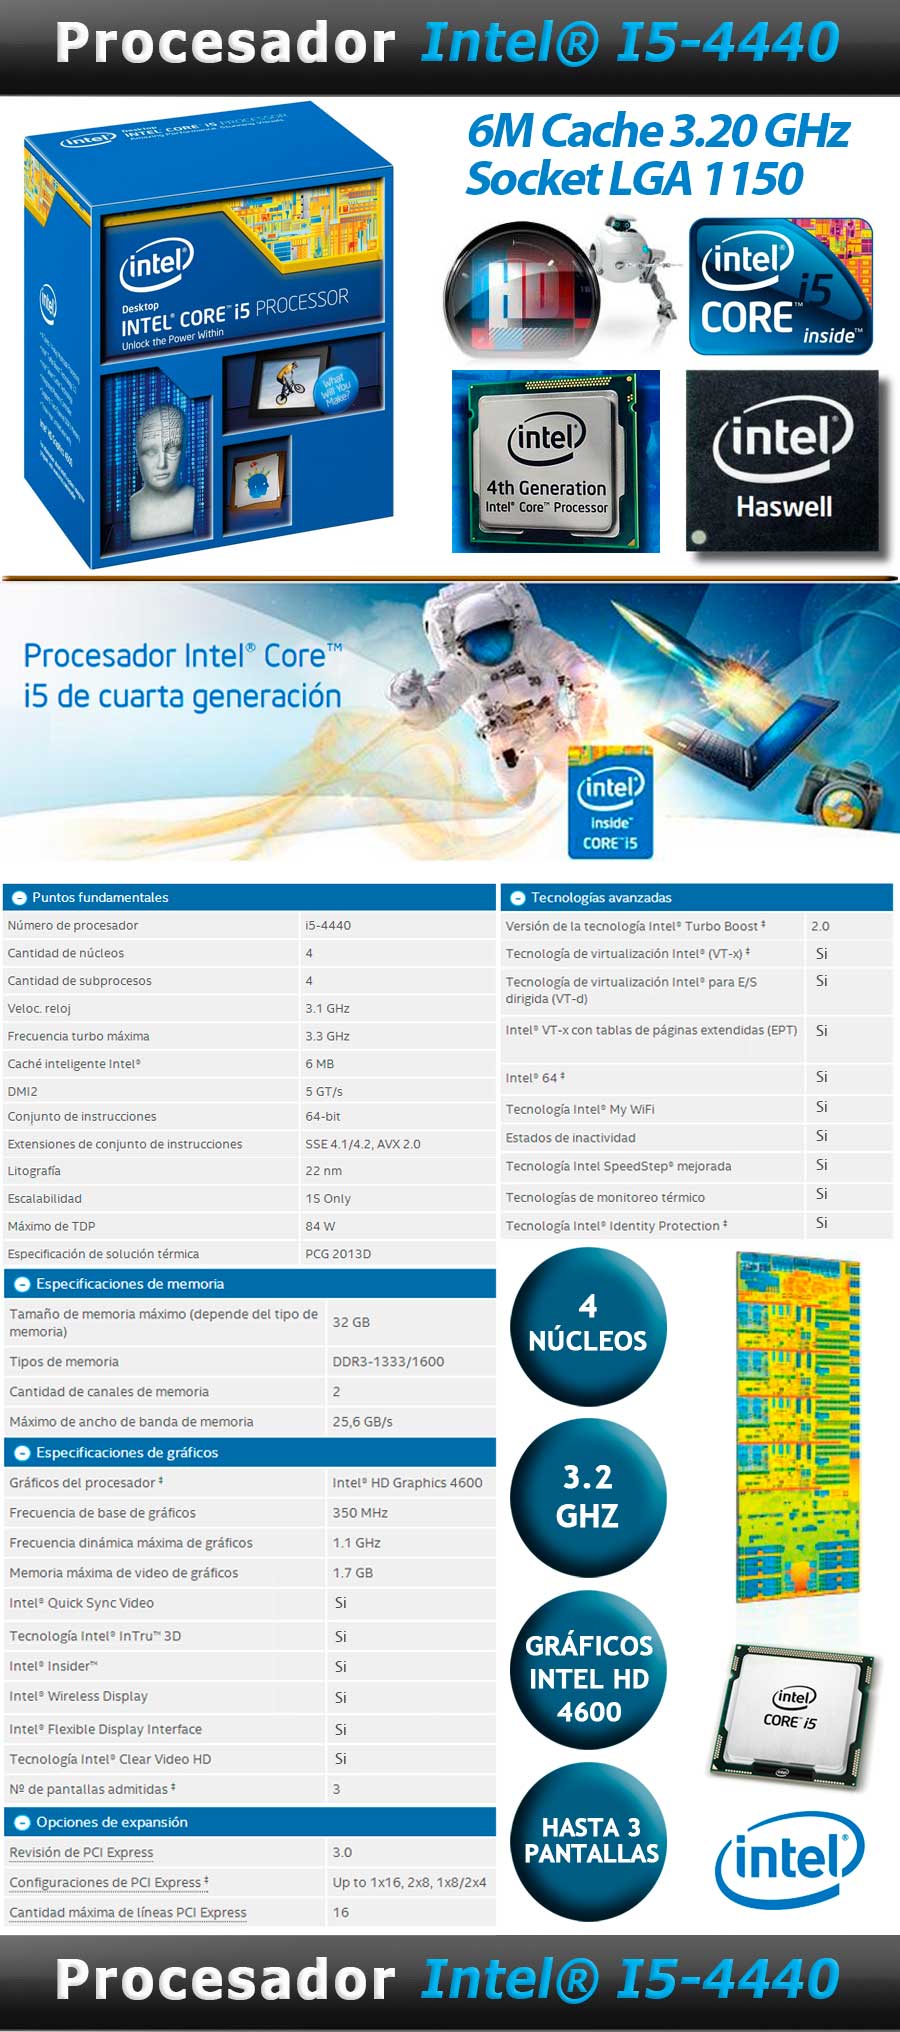 Procesador Intel® I5-4440
6M Cache 3.20 GHz
Socket LGA 1150
intel
Desktop
INTEL CORE i5 PROCESSOR
intel
Desktop
INTEL® CORE™ i5 PROCESSOR
Unlock the Power Within
What Will You Make?
intel
intel
CORE™ i5
inside™
intel
4th Generation
Intel® Core™ Processor
intel
Haswell
Procesador Intel® Core™
i5 de cuarta generación
intel
inside™
CORE™ i5
Puntos fundamentales
Número de procesador i5-4440
Cantidad de núcleos 4
Cantidad de subprocesos 4
Veloc. reloj 3.1 GHz
Frecuencia turbo máxima 3.3 GHz
Caché inteligente Intel® 6 MB
DMI2 5 GT/s
Conjunto de instrucciones 64-bit
Extensiones de conjunto de instrucciones SSE 4.1/4.2, AVX 2.0
Litografía 22 nm
Escalabilidad 1S Only
Máximo de TDP 84 W
Especificación de solución térmica PCG 2013D
Especificaciones de memoria
Tamaño de memoria máximo (depende del tipo de
memoria) 32 GB
Tipos de memoria DDR3-1333/1600
Cantidad de canales de memoria 2
Máximo de ancho de banda de memoria 25,6 GB/s
Especificaciones de gráficos
Gráficos del procesador ‡ Intel® HD Graphics 4600
Frecuencia de base de gráficos 350 MHz
Frecuencia dinámica máxima de gráficos 1.1 GHz
Memoria máxima de video de gráficos 1.7 GB
Intel® Quick Sync Video Si
Tecnología Intel® InTru™ 3D Si
Intel® Insider™ Si
Intel® Wireless Display Si
Intel® Flexible Display Interface Si
Tecnología Intel® Clear Video HD Si
Nº de pantallas admitidas ‡ 3
Opciones de expansión
Revisión de PCI Express 3.0
Configuraciones de PCI Express ‡ Up to 1x16, 2x8, 1x8/2x4
Cantidad máxima de líneas PCI Express 16
Tecnologías avanzadas
Versión de la tecnología Intel® Turbo Boost ‡ 2.0
Tecnología de virtualización Intel® (VT-x) ‡ Si
Tecnología de virtualización Intel® para E/S
dirigida (VT-d) Si
Intel® VT-x con tablas de páginas extendidas (EPT) Si
Intel® 64 ‡ Si
Tecnología Intel® My WiFi Si
Estados de inactividad Si
Tecnología Intel SpeedStep® mejorada Si
Tecnologías de monitoreo térmico Si
Tecnología Intel® Identity Protection ‡ Si
4
NÚCLEOS
3.2
GHZ
GRÁFICOS
INTEL HD
4600
HASTA 3
PANTALLAS
intel
CORE™ i5
intel
intel®
Procesador Intel® I5-4440